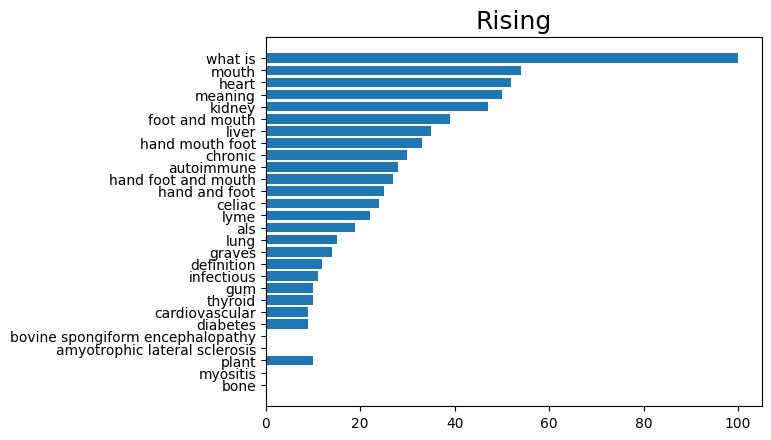 Rising
what is
mouth
heart
meaning
kidney
foot and mouth
liver
hand mouth foot
chronic
autoimmune
hand foot and mouth
hand and foot
celiac
lyme
als
lung
graves
definition
infectious
gum
thyroid
cardiovascular
diabetes
bovine spongiform encephalopathy
amyotrophic lateral sclerosis
plant
myositis
bone
0 20 40 60 80 100